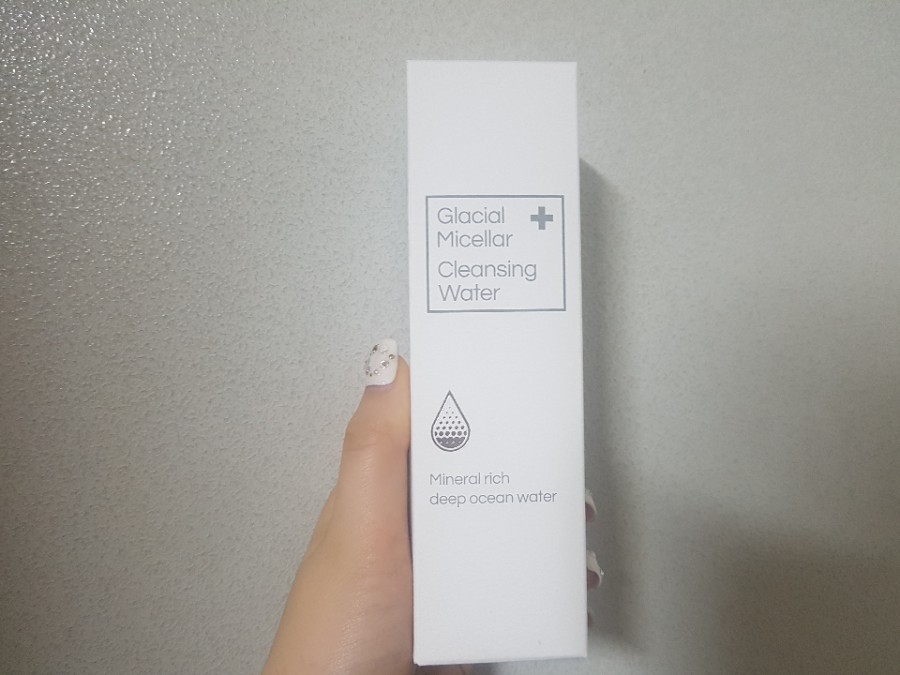 Glacial
Micellar
Cleansing
Water
Mineral rich
deep ocean water